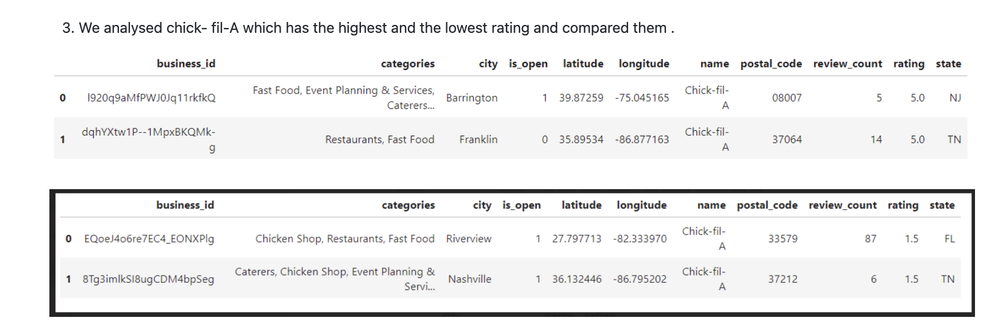 3. We analysed chick- fil-A which has the highest and the lowest rating and compared them .
business_id categories city is_open latitude longitude name postal_code review_count rating state
0 l920q9aMfPWJ0Jq11rkfkQ Fast Food, Event Planning & Services, Caterers... Barrington 1 39.87259 -75.045165 Chick-fil-A 08007 5 5.0 NJ
1 dqhYXtw1P--1MpxBKQMk-g Restaurants, Fast Food Franklin 0 35.89534 -86.877163 Chick-fil-A 37064 14 5.0 TN
business_id categories city is_open latitude longitude name postal_code review_count rating state
0 EQoeJ4o6re7EC4_EONXPlg Chicken Shop, Restaurants, Fast Food Riverview 1 27.797713 -82.333970 Chick-fil-A 33579 87 1.5 FL
1 8Tg3imlkSI8ugCDM4bpSeg Caterers, Chicken Shop, Event Planning & Servi... Nashville 1 36.132446 -86.795202 Chick-fil-A 37212 6 1.5 TN